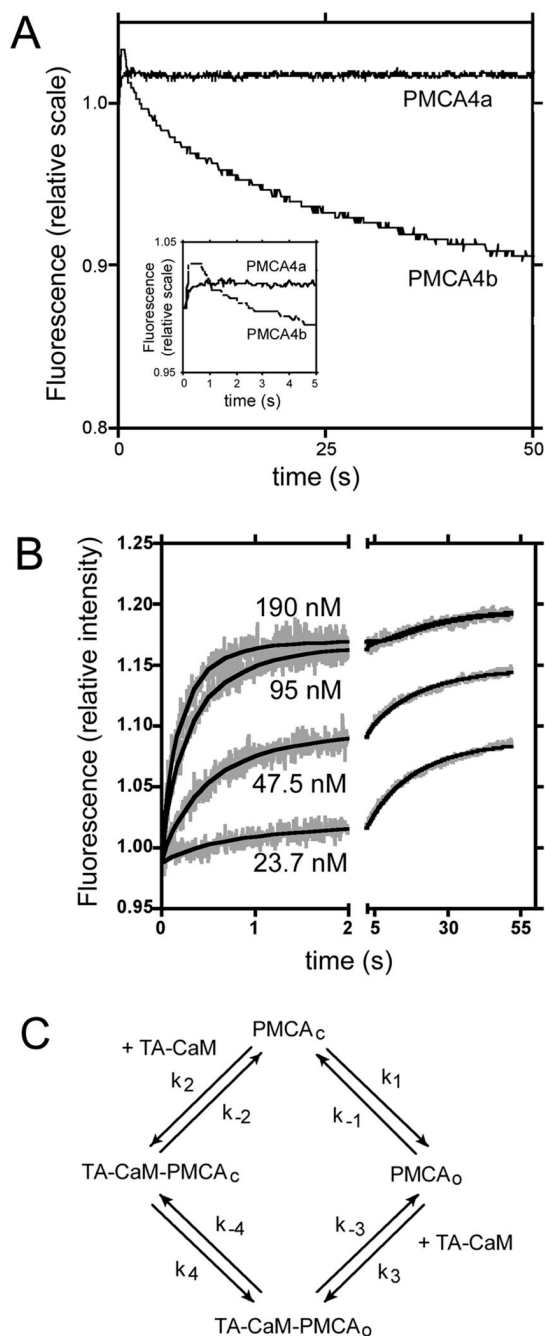 A
Fluorescence (relative scale)
1.0
0.9
0.8
PMCA4a
PMCA4b
Fluorescence
(relative scale)
1.05
0.95
PMCA4a
PMCA4b
0 1 2 3 4 5
time (s)
0 25 50
time (s)
B
Fluorescence (relative intensity)
1.25
1.20
1.15
1.10
1.05
1.00
0.95
190 nM
95 nM
47.5 nM
23.7 nM
0 1 2 5 30 55
time (s)
C
PMCAc
+ TA-CaM
k2
k-2
k1
k-1
TA-CaM-PMCAc
PMCAo
k-4
k4
k-3
k3
+ TA-CaM
TA-CaM-PMCAo